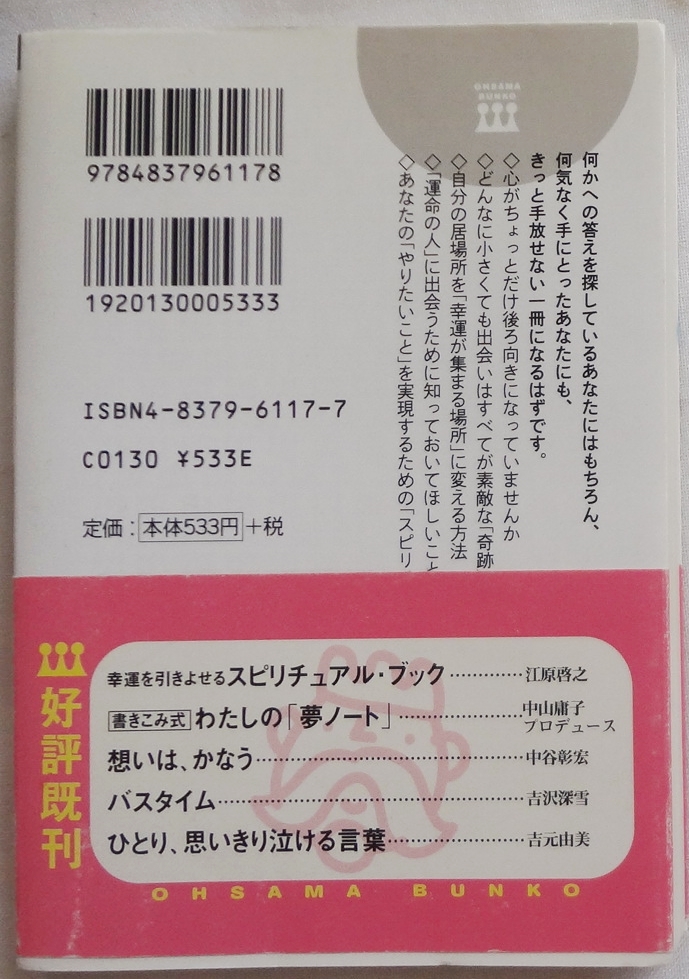 OHSAMA
BUNKO
何かへの答えを探しているあなたにはもちろん、
何気なく手にとったあなたにも、
きっと手放せない一冊になるはずです。
◇心がちょっとだけ後ろ向きになっていませんか
◇どんなに小さくても出会いはすべてが素敵な「奇跡
◇自分の居場所を「幸運が集まる場所」に変える方法
◇「運命の人」に出会うために知っておいてほしいこと
◇あなたの「やりたいこと」を実現するための「スピリ
9784837961178
1920130005333
ISBN4-8379-6117-7
C0130 ¥533E
定価：本体533円＋税
好評既刊
幸運を引きよせるスピリチュアル・ブック…………江原啓之
書きこみ式 わたしの「夢ノート」…………中山庸子
プロデュース
想いは、かなう…………中谷彰宏
バスタイム…………吉沢深雪
ひとり、思いきり泣ける言葉…………吉元由美
OHSAMA BUNKO